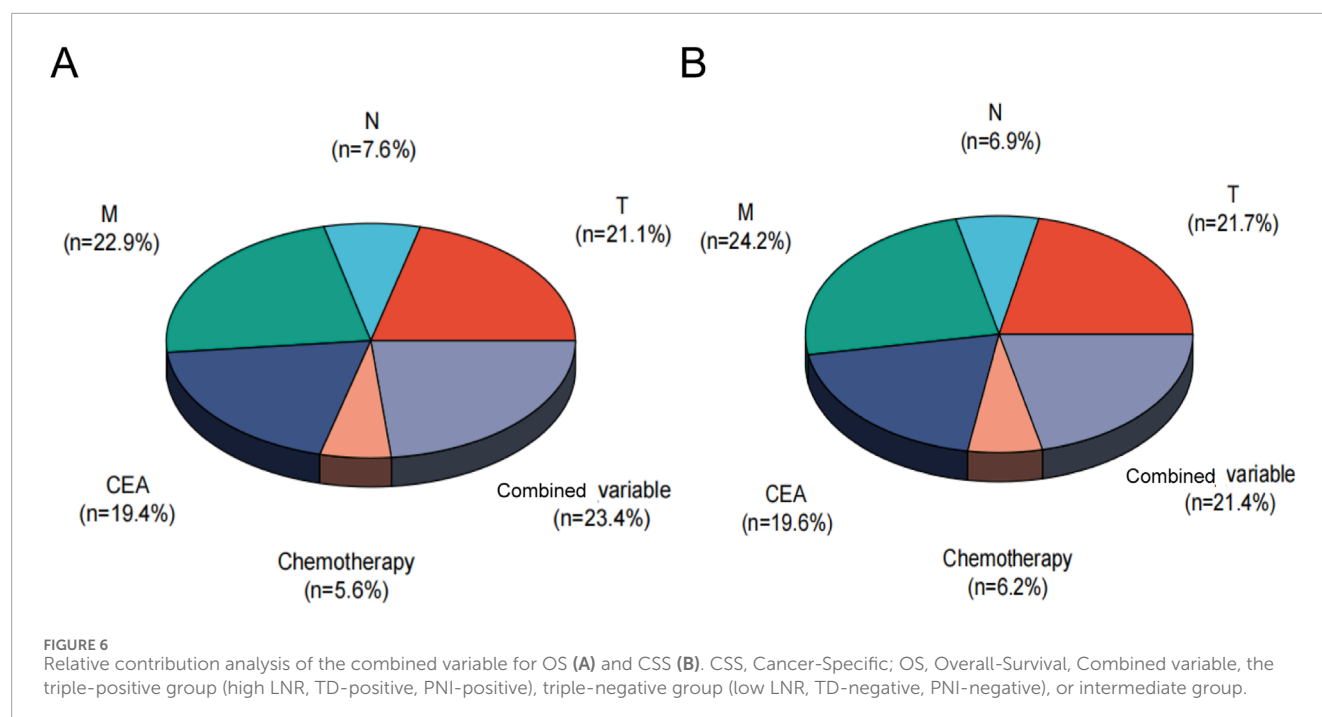 A
N
(n=7.6%)
T
(n=21.1%)
M
(n=22.9%)
CEA
(n=19.4%)
Chemotherapy
(n=5.6%)
Combined variable
(n=23.4%)
B
N
(n=6.9%)
T
(n=21.7%)
M
(n=24.2%)
CEA
(n=19.6%)
Chemotherapy
(n=6.2%)
Combined variable
(n=21.4%)
FIGURE 6
Relative contribution analysis of the combined variable for OS (A) and CSS (B). CSS, Cancer-Specific; OS, Overall-Survival, Combined variable, the
triple-positive group (high LNR, TD-positive, PNI-positive), triple-negative group (low LNR, TD-negative, PNI-negative), or intermediate group.